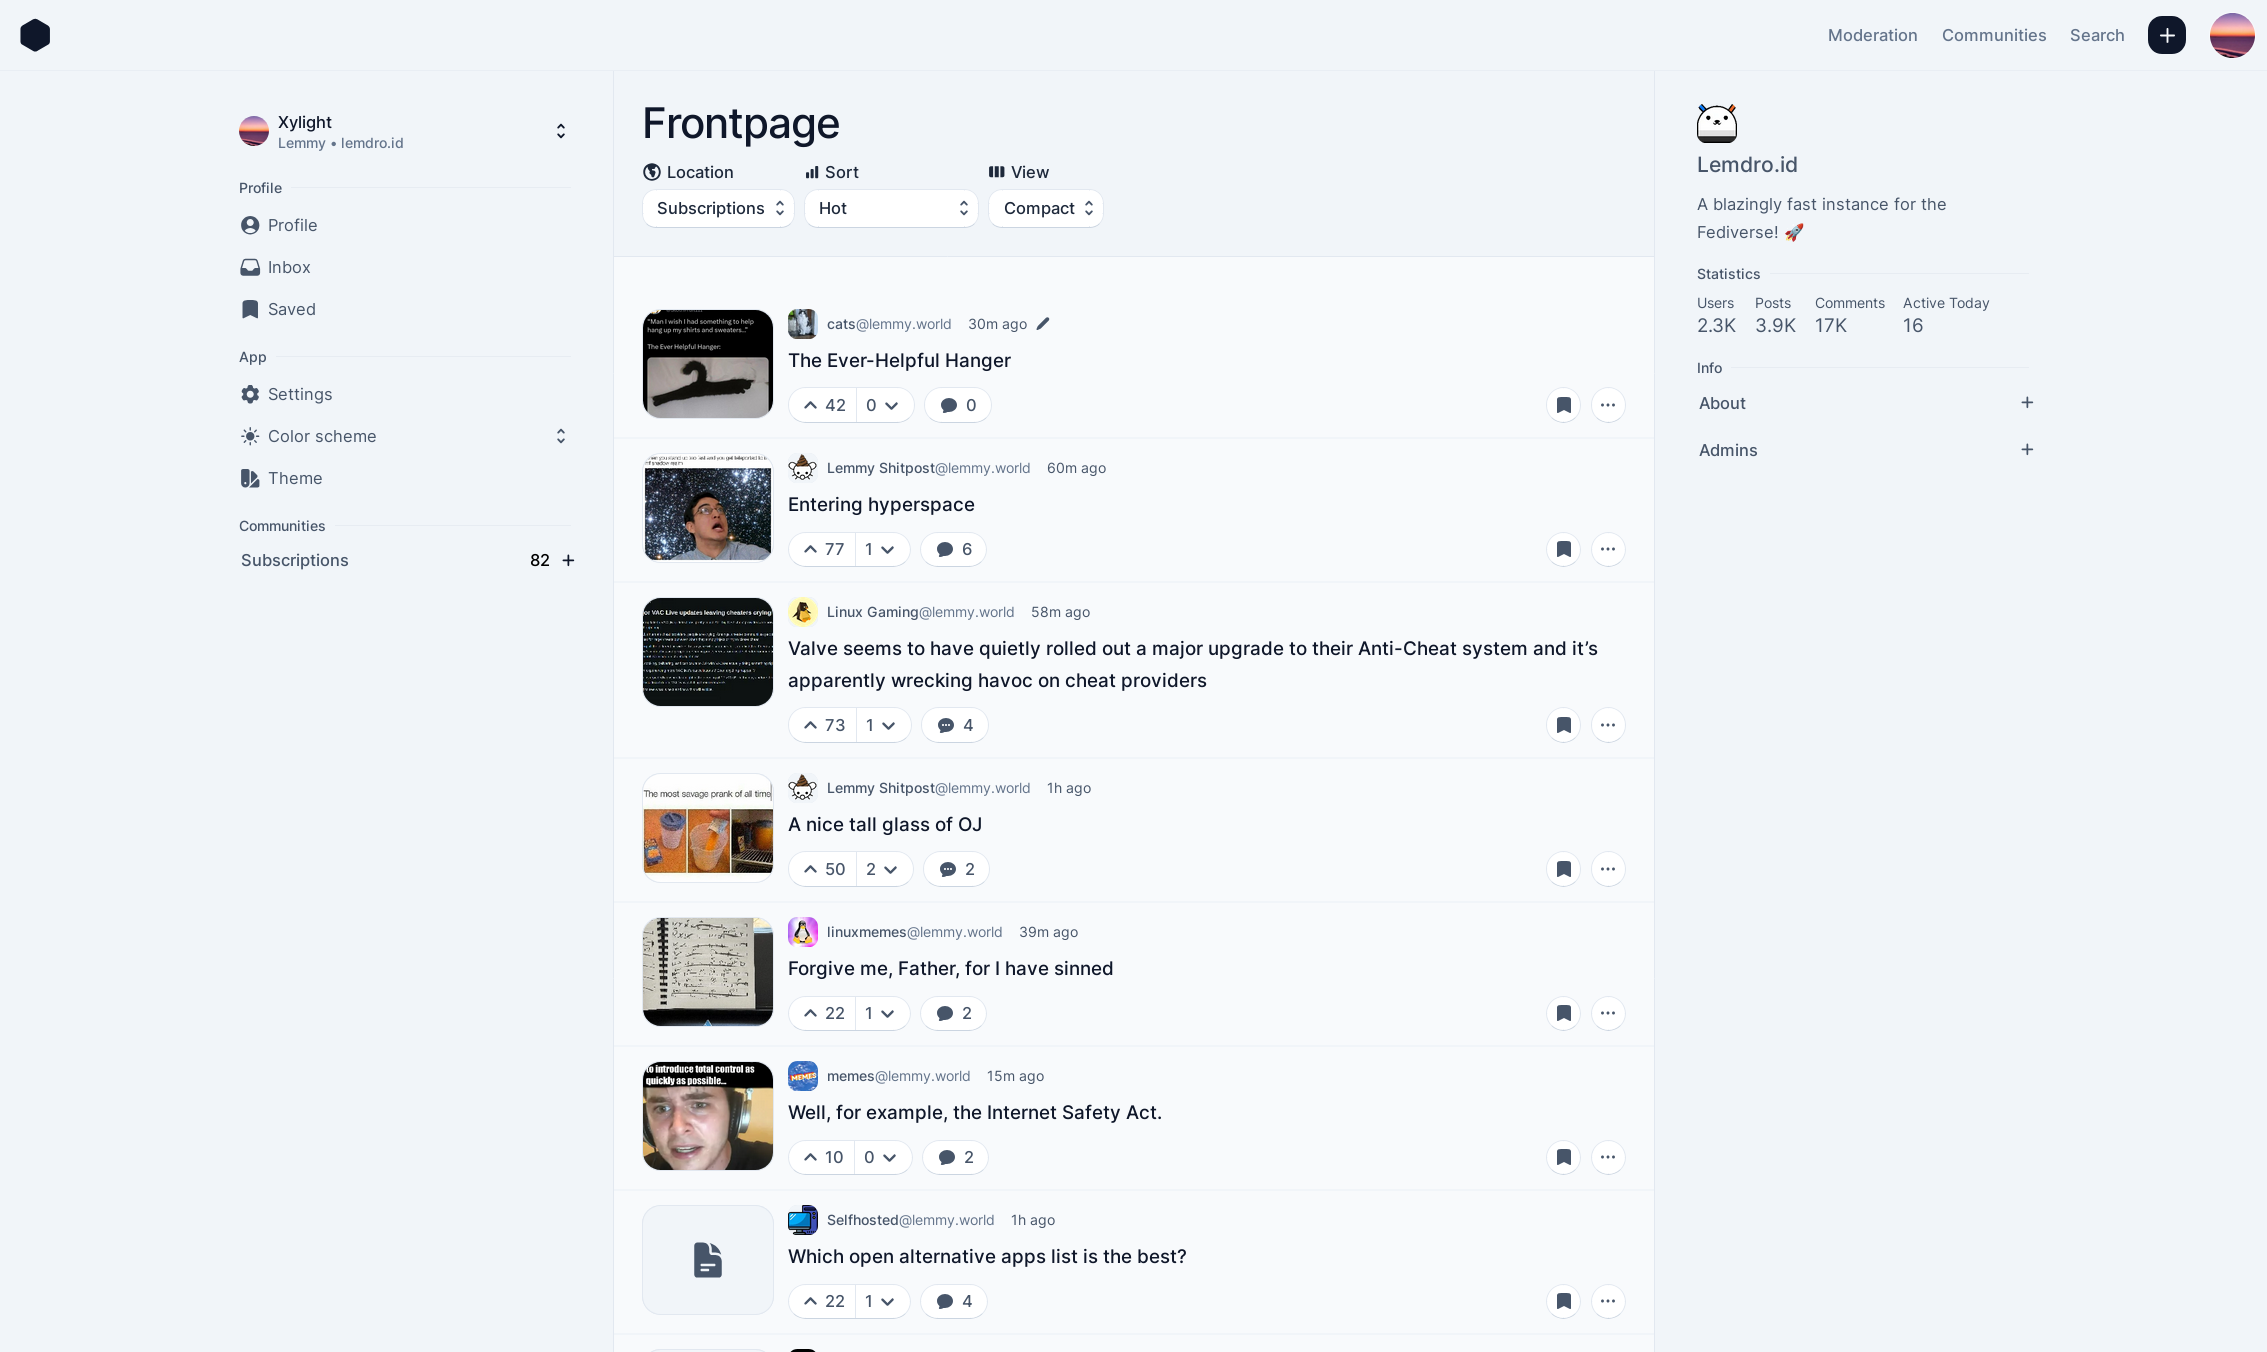 Moderation
Communities
Search
Xylight
Lemmy • lemdro.id
Profile
Profile
Inbox
Saved
App
Settings
Color scheme
Theme
Communities
Subscriptions 82
Frontpage
Location
Sort
View
Subscriptions
Hot
Compact
"Man I wish I had something to help
hang up my shirts and sweaters..."
The Ever Helpful Hanger:
cats@lemmy.world 30m ago
The Ever-Helpful Hanger
42 0 0
Lemmy Shitpost@lemmy.world 60m ago
Entering hyperspace
77 1 6
or VAC Live updates leaving cheaters crying
Linux Gaming@lemmy.world 58m ago
Valve seems to have quietly rolled out a major upgrade to their Anti-Cheat system and it’s
apparently wrecking havoc on cheat providers
73 1 4
The most savage prank of all time
Lemmy Shitpost@lemmy.world 1h ago
A nice tall glass of OJ
50 2 2
linuxmemes@lemmy.world 39m ago
Forgive me, Father, for I have sinned
22 1 2
to introduce total control as
quickly as possible...
MEMES
memes@lemmy.world 15m ago
Well, for example, the Internet Safety Act.
10 0 2
Selfhosted@lemmy.world 1h ago
Which open alternative apps list is the best?
22 1 4
Lemdro.id
A blazingly fast instance for the
Fediverse! 🚀
Statistics
Users Posts Comments Active Today
2.3K 3.9K 17K 16
Info
About
Admins